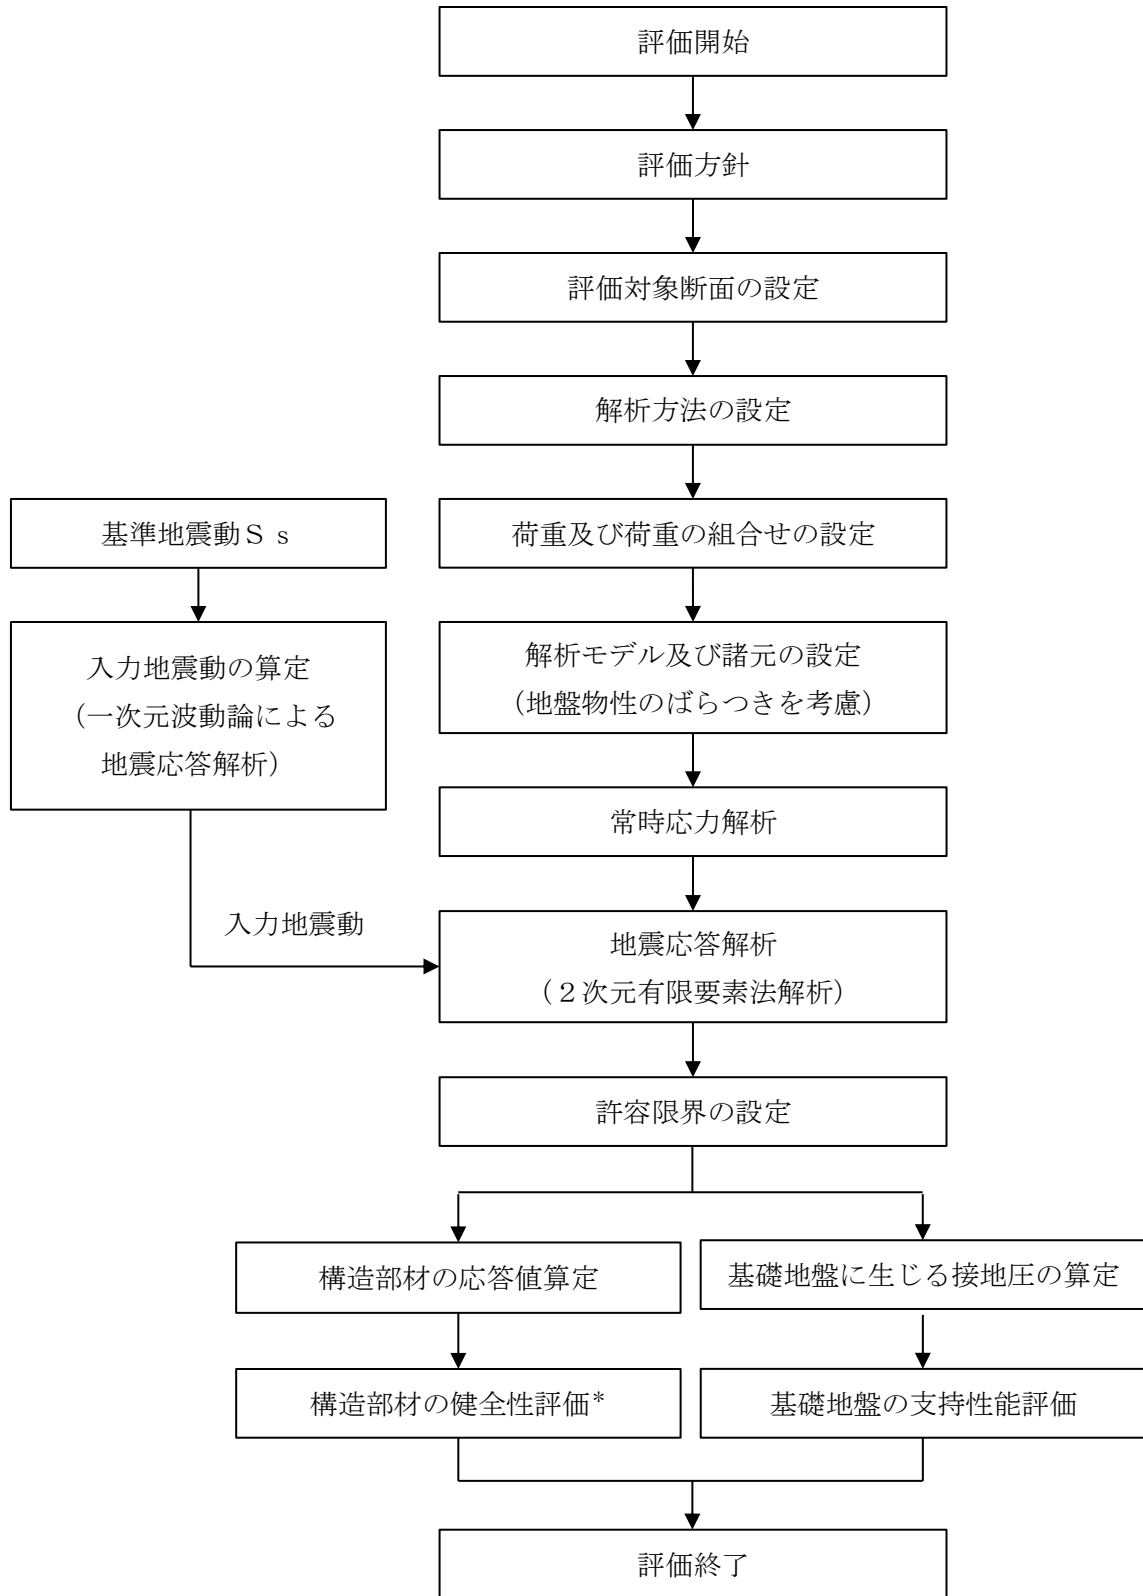 評価開始
評価方針
評価対象断面の設定
解析方法の設定
基準地震動Ｓｓ
荷重及び荷重の組合せの設定
入力地震動の算定
（一次元波動論による
地震応答解析）
解析モデル及び諸元の設定
（地盤物性のばらつきを考慮）
常時応力解析
入力地震動
地震応答解析
（２次元有限要素法解析）
許容限界の設定
構造部材の応答値算定
基礎地盤に生じる接地圧の算定
構造部材の健全性評価*
基礎地盤の支持性能評価
評価終了